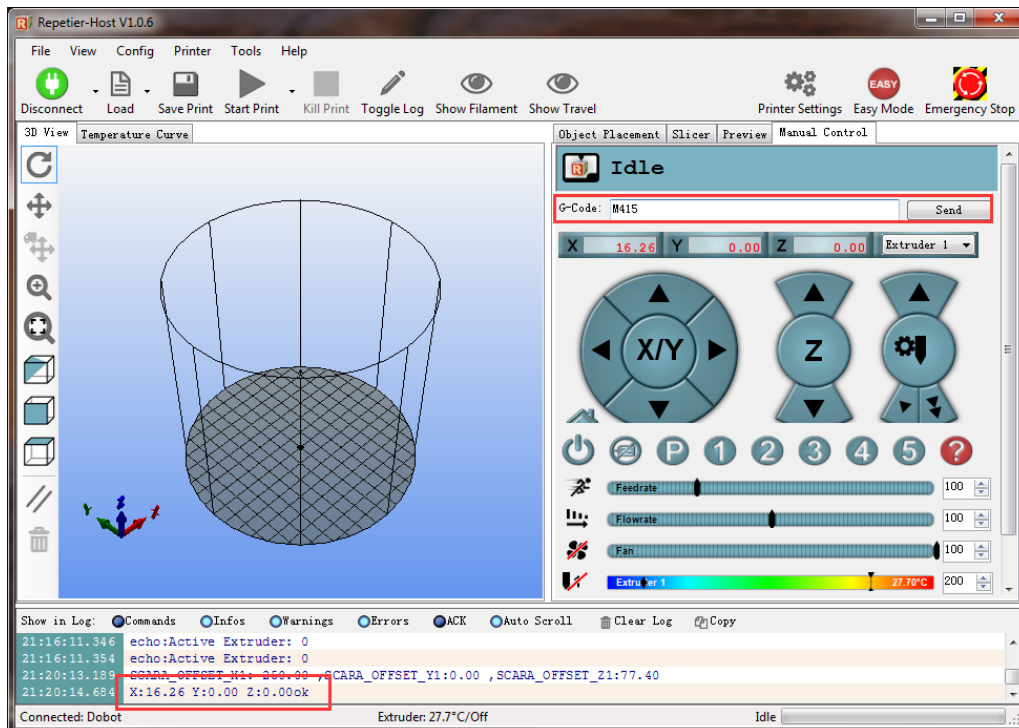 Repetier-Host V1.0.6
File View Config Printer Tools Help
Disconnect Load Save Print Start Print Kill Print Toggle Log Show Filament Show Travel Printer Settings Easy Mode Emergency Stop
EASY
3D View Temperature Curve
Object Placement Slicer Preview Manual Control
Idle
G-Code: M415 Send
X 16.26 Y 0.00 Z 0.00 Extruder 1
X/Y Z
P 1 2 3 4 5 ?
Feedrate 100
Flowrate 100
Fan 100
Extruder 1 27.70°C 200
Y Z X
Show in Log: Commands Infos Warnings Errors ACK Auto Scroll Clear Log Copy
21:16:11.346 echo:Active Extruder: 0
21:16:11.354 echo:Active Extruder: 0
21:20:13.189 ,SCARA_OFFSET_Y1:0.00 ,SCARA_OFFSET_Z1:77.40
21:20:14.684 X:16.26 Y:0.00 Z:0.00ok
Connected: Dobot Extruder: 27.7°C/Off Idle